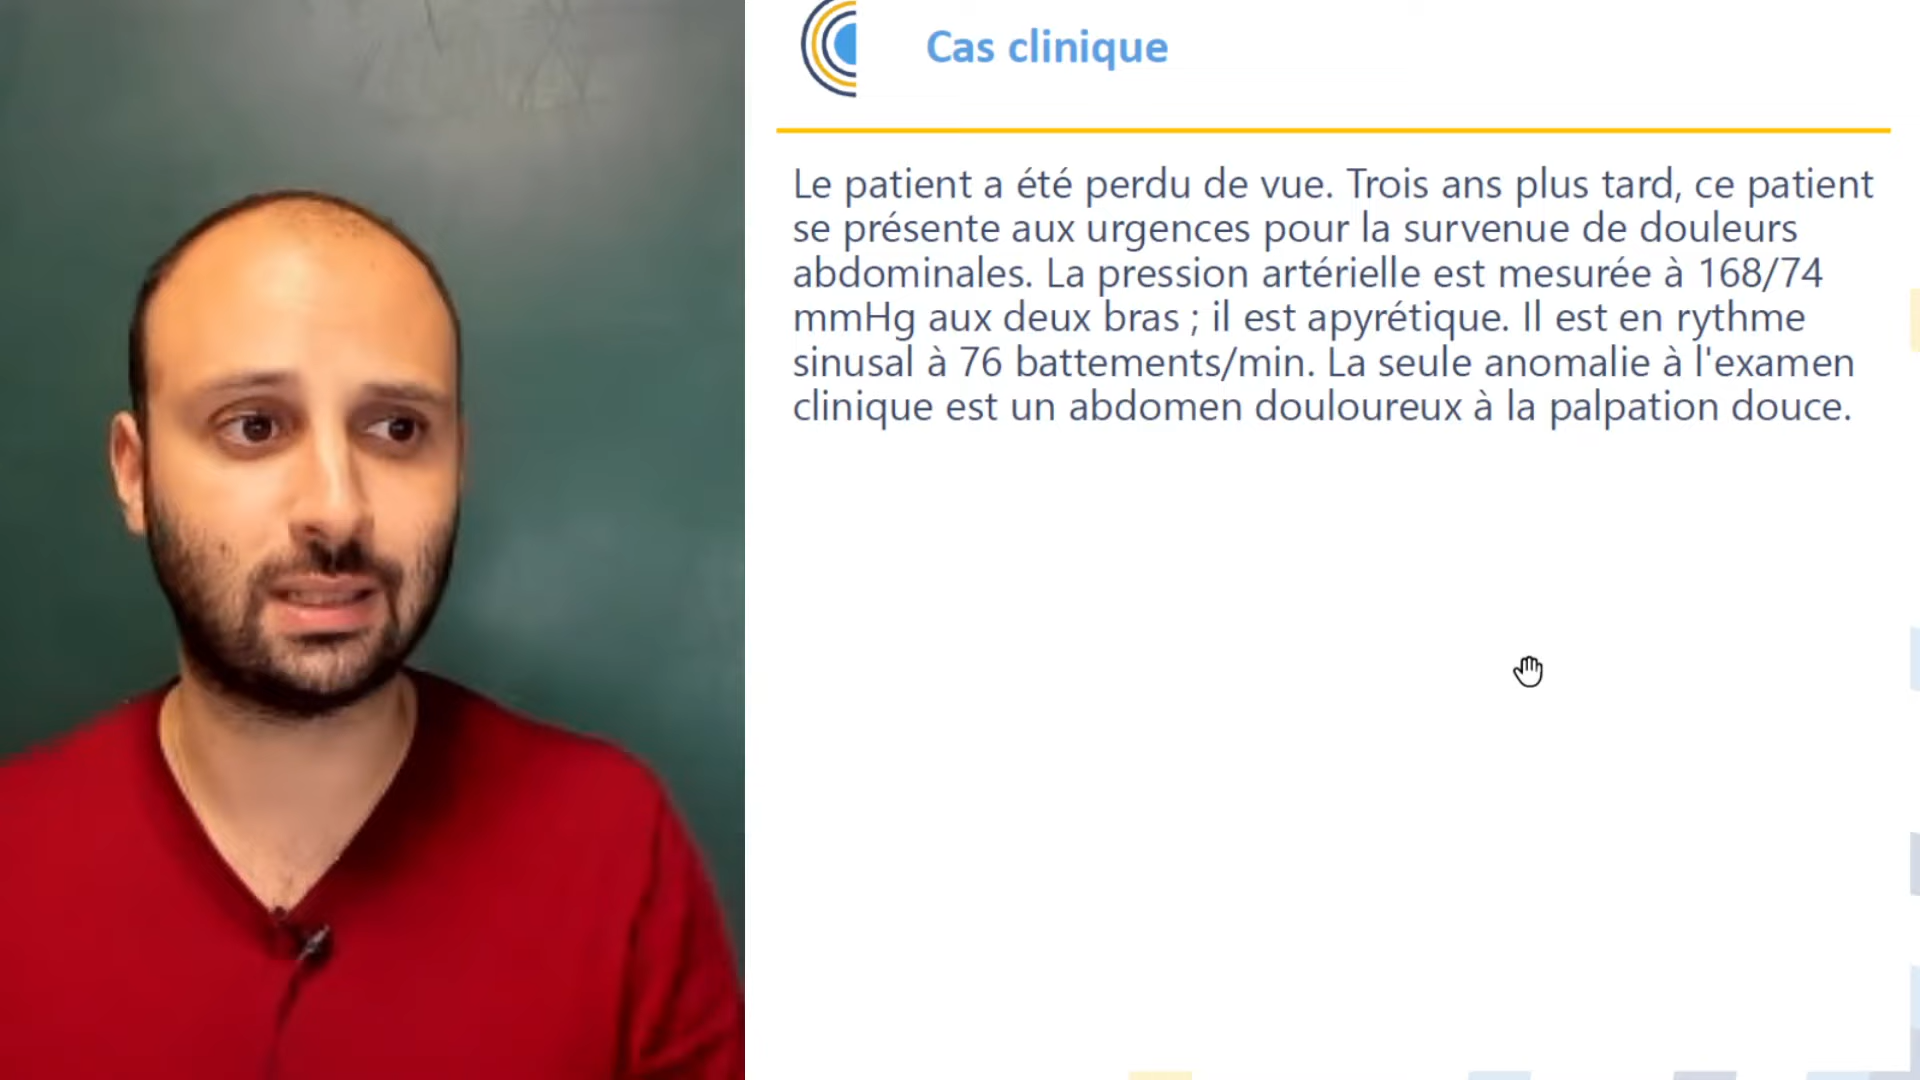 Cas clinique
Le patient a été perdu de vue. Trois ans plus tard, ce patient
se présente aux urgences pour la survenue de douleurs
abdominales. La pression artérielle est mesurée à 168/74
mmHg aux deux bras ; il est apyrétique. Il est en rythme
sinusal à 76 battements/min. La seule anomalie à l'examen
clinique est un abdomen douloureux à la palpation douce.